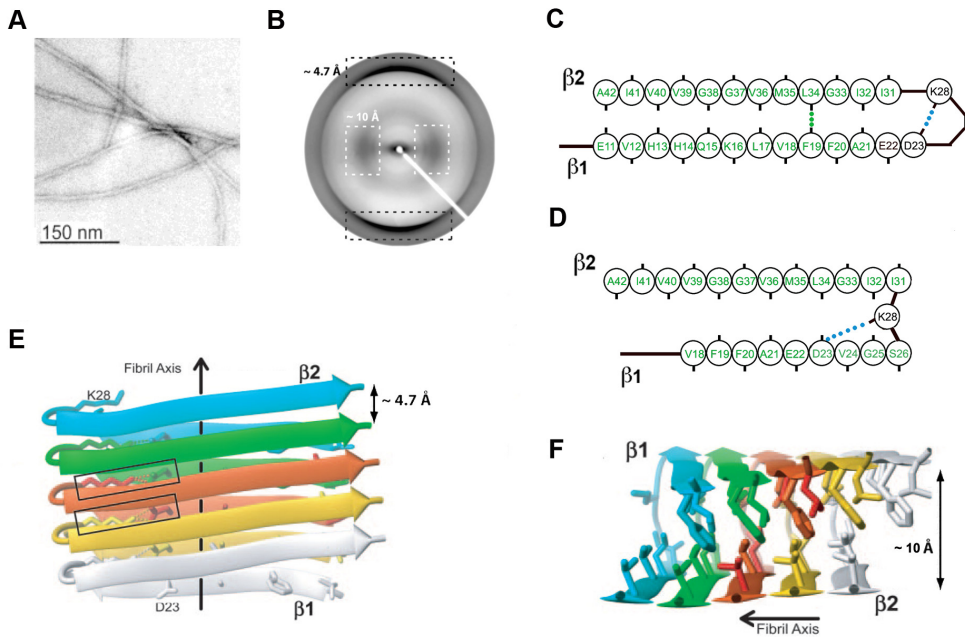 A
150 nm
B
~ 4.7 Å
~ 10 Å
C
β2
A42 I41 V40 V39 G38 G37 V36 M35 L34 G33 I32 I31 K28
E11 V12 H13 H14 Q15 K16 L17 V18 F19 F20 A21 E22 D23
β1
D
β2
A42 I41 V40 V39 G38 G37 V36 M35 L34 G33 I32 I31
K28
V18 F19 F20 A21 E22 D23 V24 G25 S26
β1
E
Fibril Axis
β2
K28
~ 4.7 Å
D23
β1
F
β1
~ 10 Å
β2
Fibril Axis